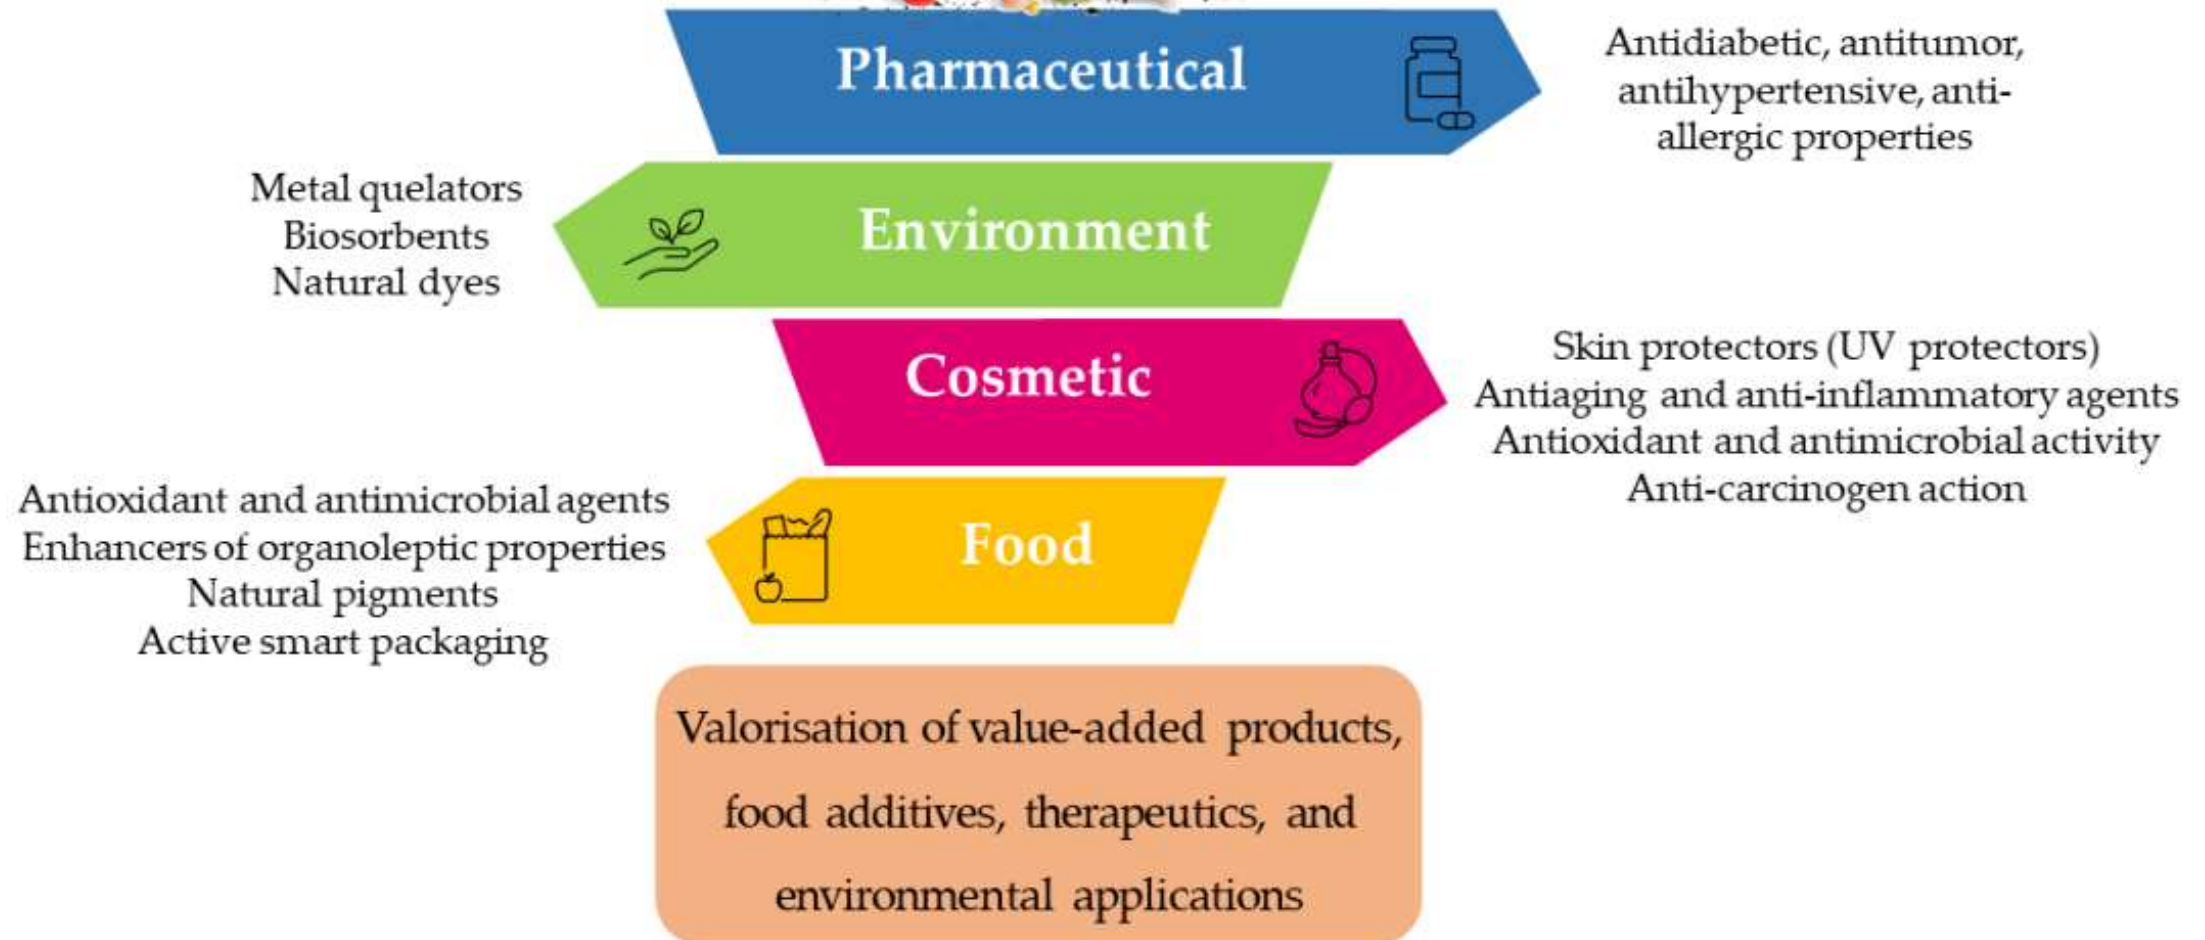 Pharmaceutical
Antidiabetic, antitumor,
antihypertensive, anti-
allergic properties
Metal quelators
Biosorbents
Natural dyes
Environment
Cosmetic
Skin protectors (UV protectors)
Antiaging and anti-inflammatory agents
Antioxidant and antimicrobial activity
Anti-carcinogen action
Antioxidant and antimicrobial agents
Enhancers of organoleptic properties
Natural pigments
Active smart packaging
Food
Valorisation of value-added products,
food additives, therapeutics, and
environmental applications